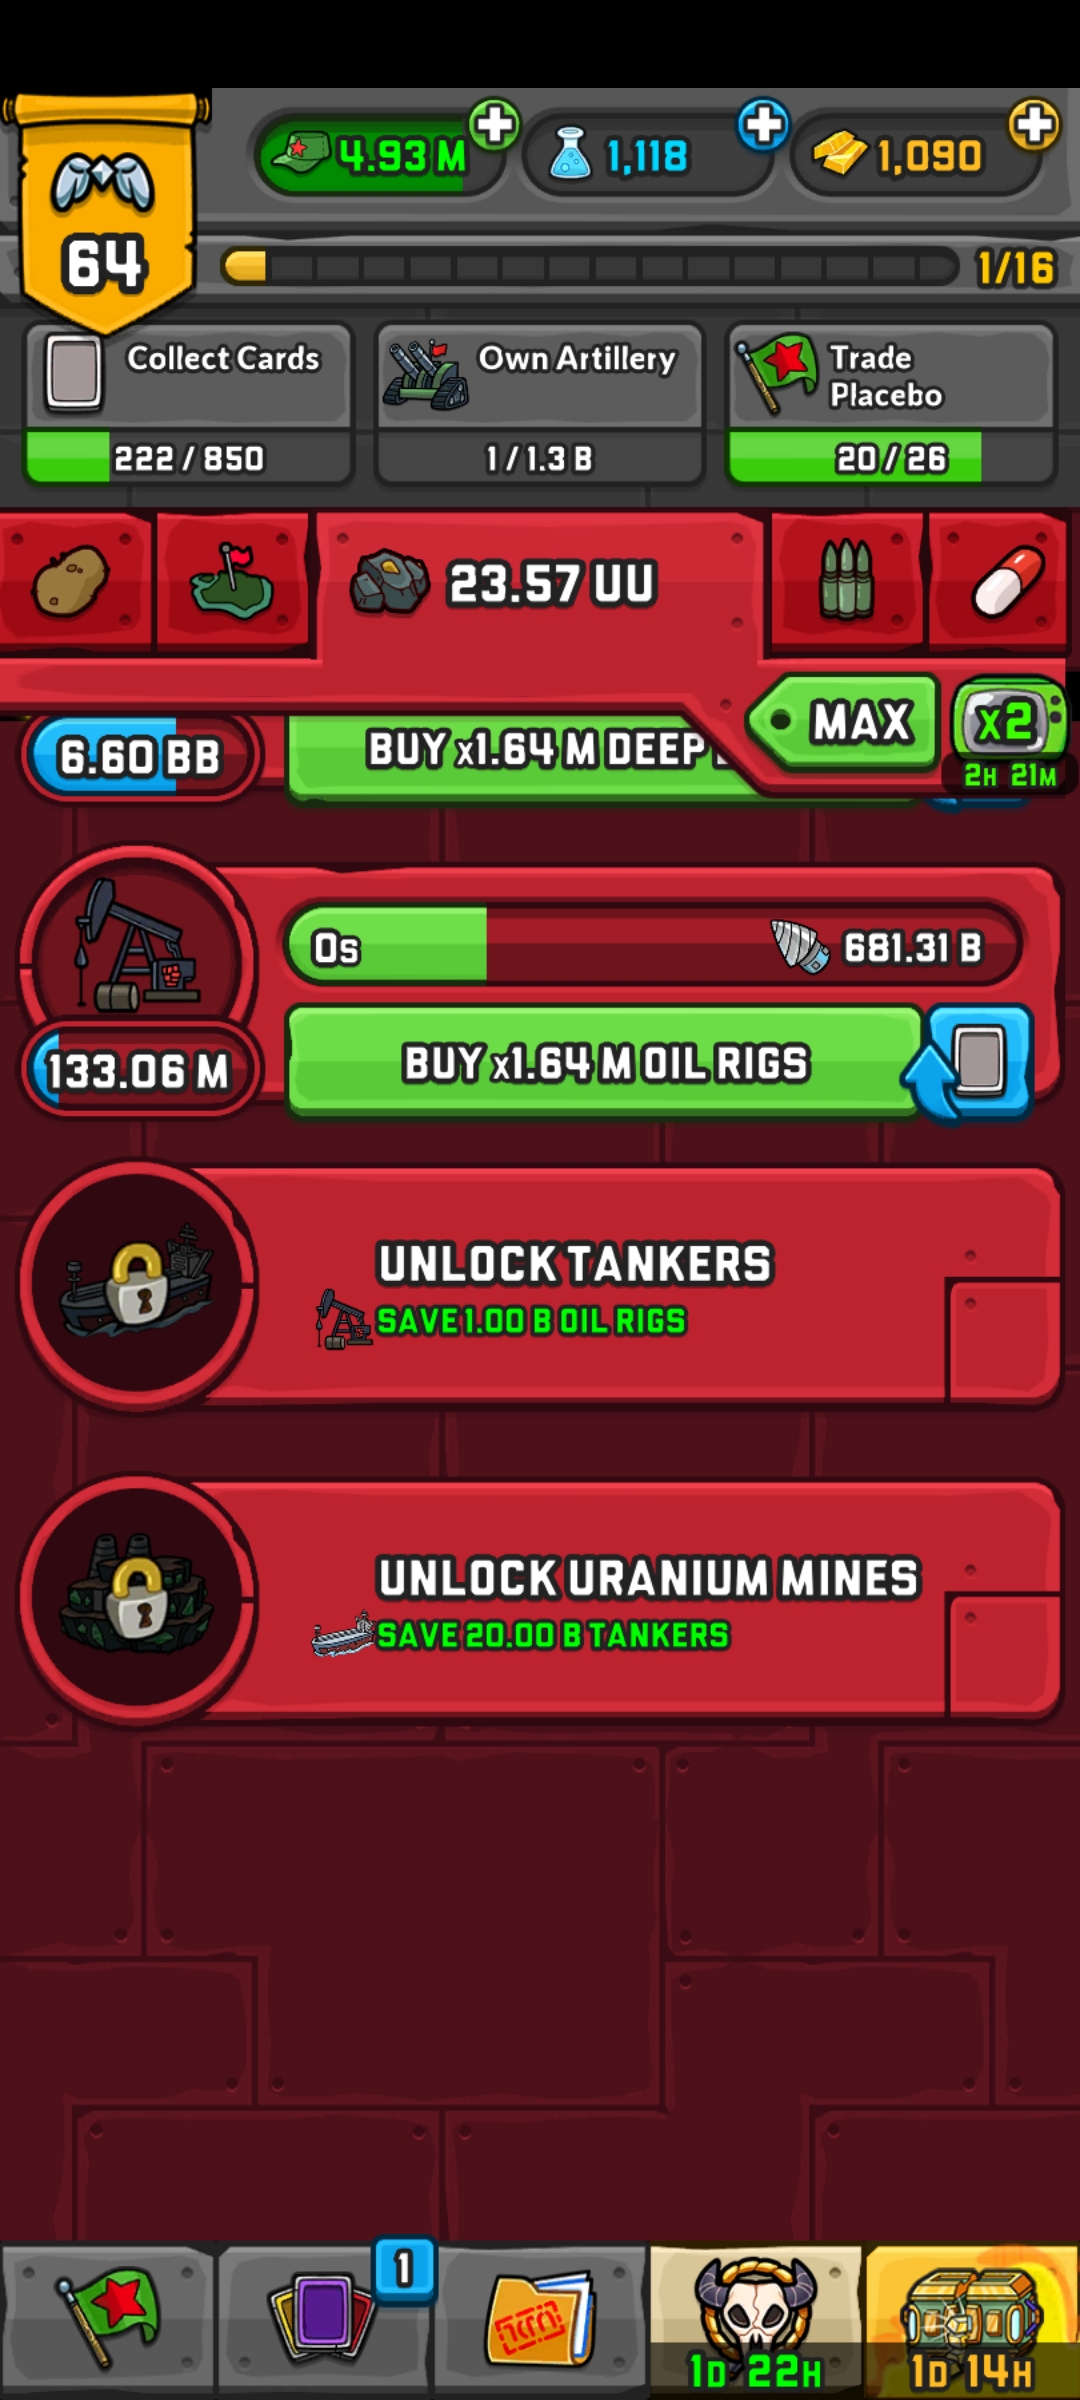 4.93 M
1,118
1,090
64
1/16
Collect Cards
222 / 850
Own Artillery
1 / 1.3 B
Trade
Placebo
20 / 26
23.57 UU
MAX
x2
2H 21M
6.60 BB
BUY x1.64 M DEEP
0s
681.31 B
133.06 M
BUY x1.64 M OIL RIGS
UNLOCK TANKERS
SAVE 1.00 B OIL RIGS
UNLOCK URANIUM MINES
SAVE 20.00 B TANKERS
1
1D 22H
1D 14H